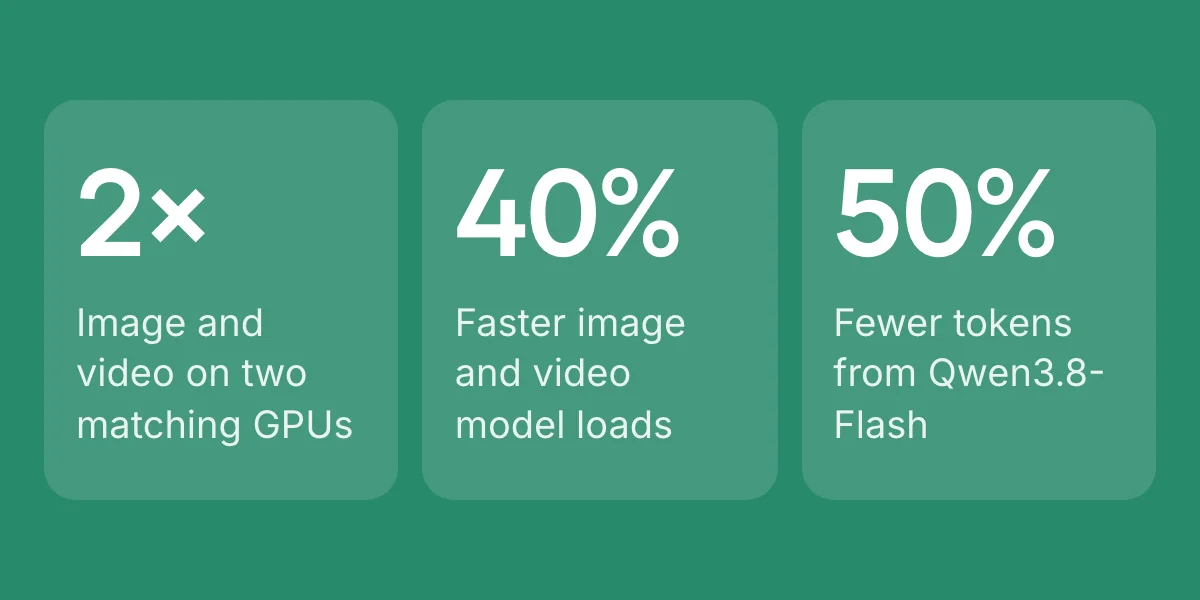 2×
Image and
video on two
matching GPUs
40%
Faster image
and video
model loads
50%
Fewer tokens
from Qwen3.8-
Flash